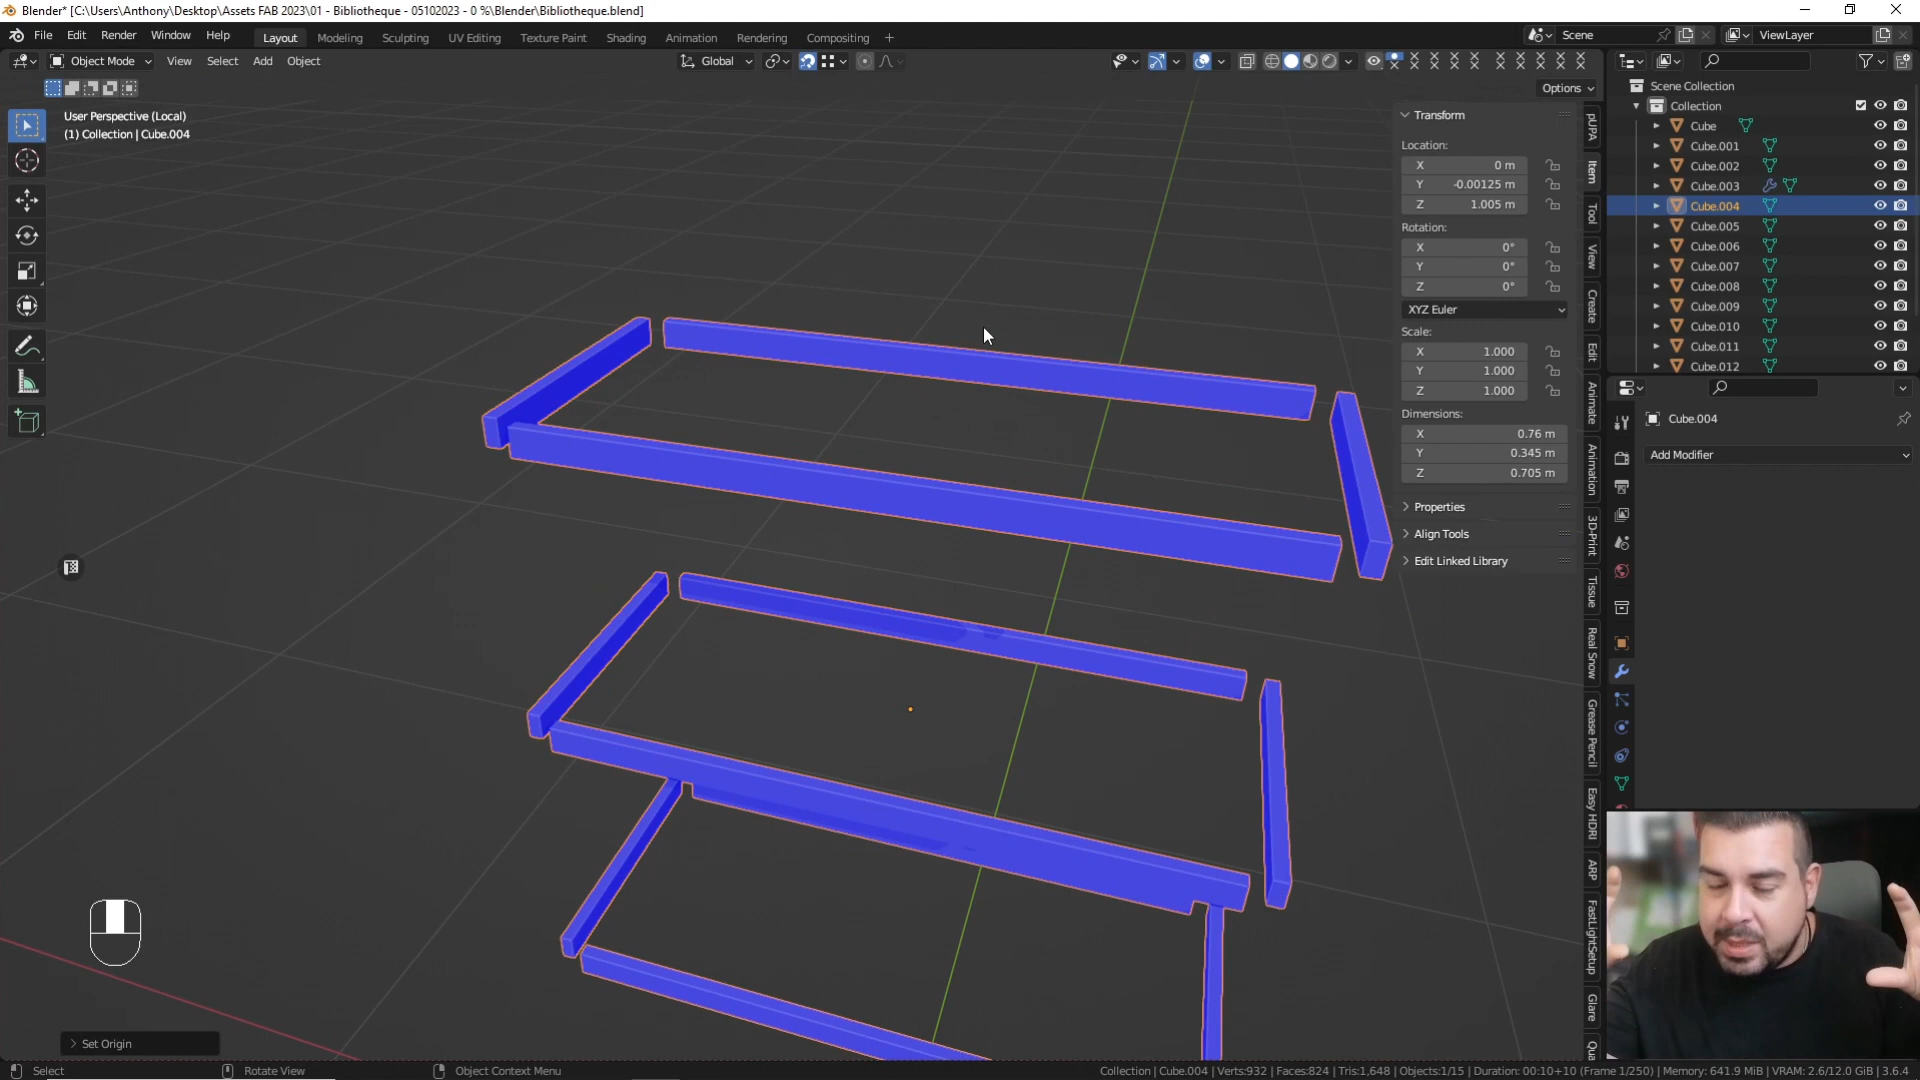 Blender* [C:\Users\Anthony\Desktop\Assets FAB 2023\01 - Bibliotheque - 05102023 - 0 %\Blender\Bibliotheque.blend]
File Edit Render Window Help Layout Modeling Sculpting UV Editing Texture Paint Shading Animation Rendering Compositing + Scene ViewLayer
Object Mode View Select Add Object Global
Options
User Perspective (Local)
(1) Collection | Cube.004
Transform
Location:
X 0 m
Y -0.00125 m
Z 1.005 m
Rotation:
X 0°
Y 0°
Z 0°
XYZ Euler
Scale:
X 1.000
Y 1.000
Z 1.000
Dimensions:
X 0.76 m
Y 0.345 m
Z 0.705 m
Properties
Align Tools
Edit Linked Library
pUPA
Item
Tool
View
Create
Edit
Animate
Animation
3D-Print
Tissue
Real Snow
Grease Pencil
Easy HDRI
ARP
FastLightSetup
Glare
Qua
Scene Collection
Collection
Cube
Cube.001
Cube.002
Cube.003
Cube.004
Cube.005
Cube.006
Cube.007
Cube.008
Cube.009
Cube.010
Cube.011
Cube.012
Cube.004
Add Modifier
Set Origin
Select Rotate View Object Context Menu Collection | Cube.004 | Verts:932 | Faces:824 | Tris:1,648 | Objects:1/15 | Duration: 00:10+10 (Frame 1/250) | Memory: 641.9 MiB | VRAM: 2.6/12.0 GiB | 3.6.4